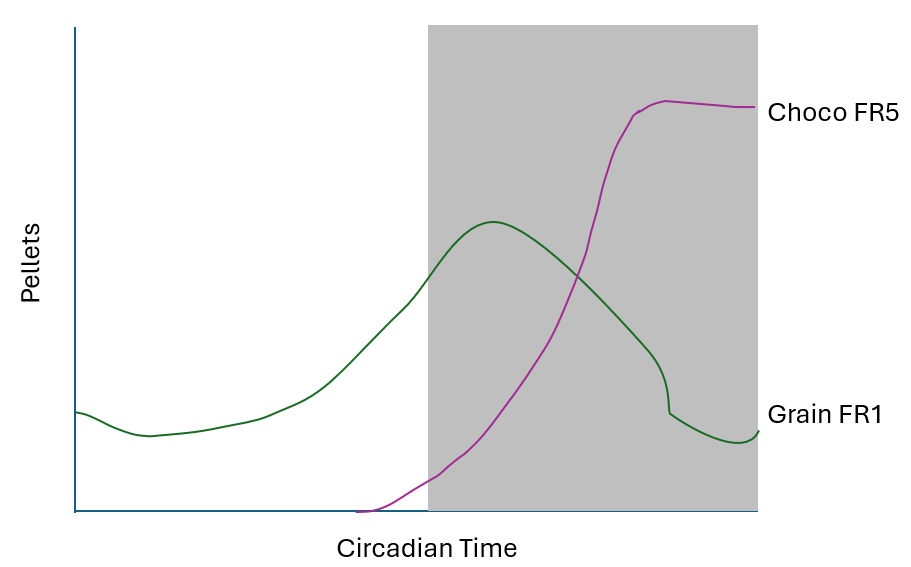 Choco FR5
Pellets
Grain FR1
Circadian Time